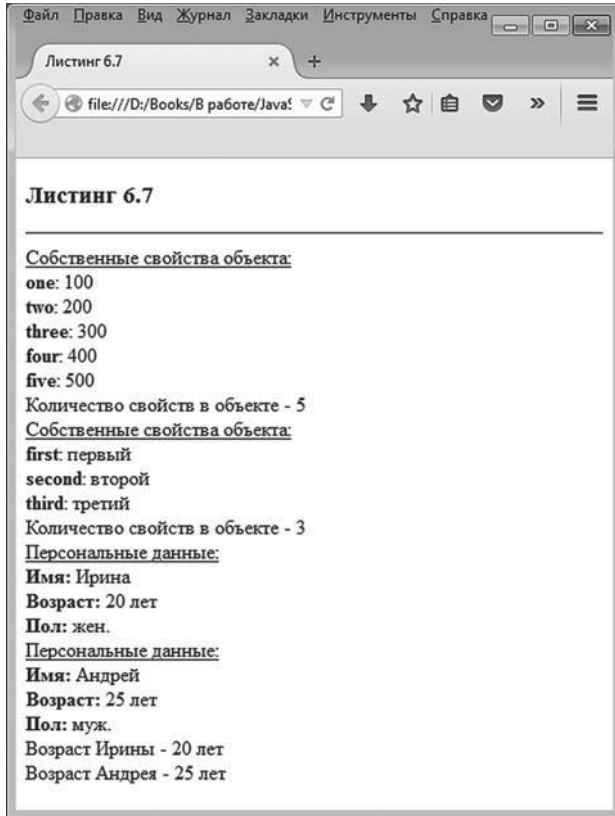 Файл Правка Вид Журнал Закладки Инструменты Справка
Листинг 6.7
file:///D:/Books/В работе/JavaS
Листинг 6.7
Собственные свойства объекта:
one: 100
two: 200
three: 300
four: 400
five: 500
Количество свойств в объекте - 5
Собственные свойства объекта:
first: первый
second: второй
third: третий
Количество свойств в объекте - 3
Персональные данные:
Имя: Ирина
Возраст: 20 лет
Пол: жен.
Персональные данные:
Имя: Андрей
Возраст: 25 лет
Пол: муж.
Возраст Ирины - 20 лет
Возраст Андрея - 25 лет